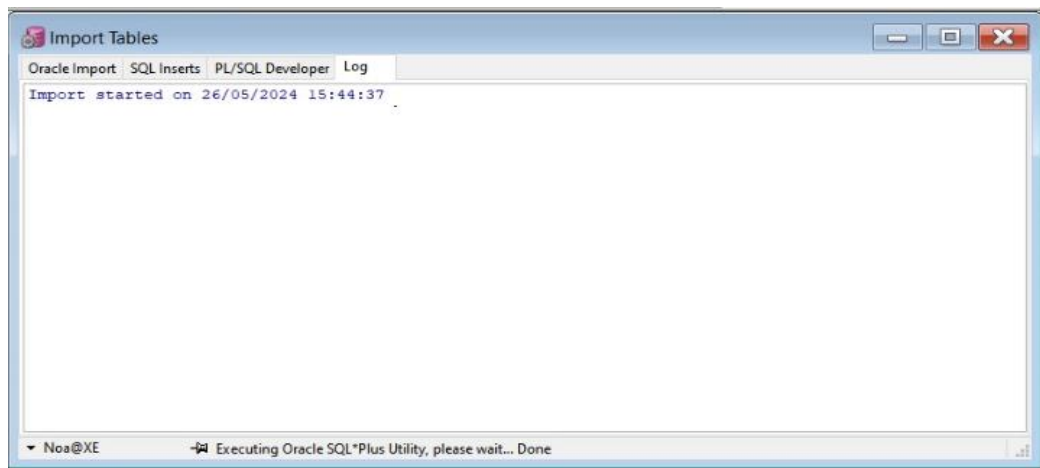 Import Tables
Oracle Import SQL Inserts PL/SQL Developer Log
Import started on 26/05/2024 15:44:37
Noa@XE Executing Oracle SQL*Plus Utility, please wait... Done